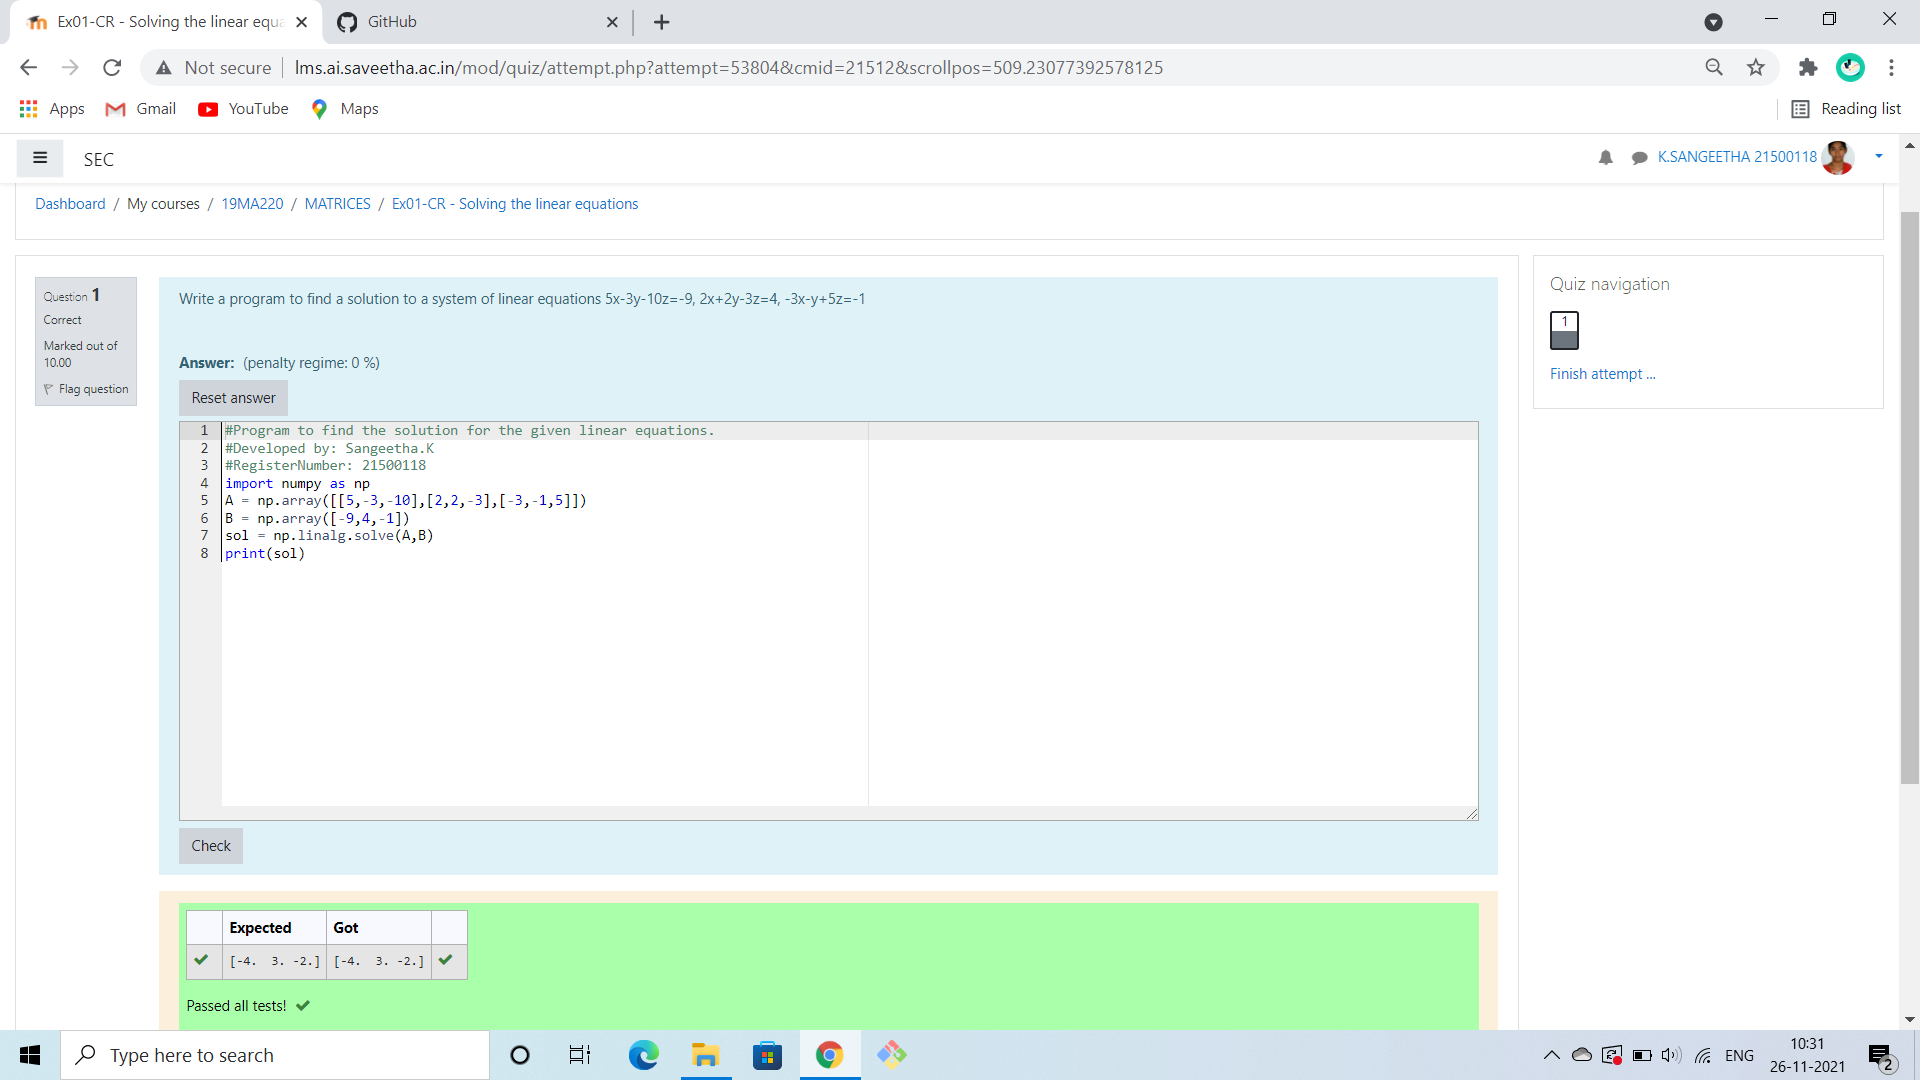 Ex01-CR - Solving the linear equa
GitHub
Not secure
lms.ai.saveetha.ac.in/mod/quiz/attempt.php?attempt=53804&cmid=21512&scrollpos=509.23077392578125
Apps
Gmail
YouTube
Maps
Reading list
SEC
K.SANGEETHA 21500118
Dashboard / My courses / 19MA220 / MATRICES / Ex01-CR - Solving the linear equations
Question 1
Correct
Marked out of
10.00
Flag question
Write a program to find a solution to a system of linear equations 5x-3y-10z=-9, 2x+2y-3z=4, -3x-y+5z=-1
Answer: (penalty regime: 0 %)
Reset answer
1 #Program to find the solution for the given linear equations.
2 #Developed by: Sangeetha.K
3 #RegisterNumber: 21500118
4 import numpy as np
5 A = np.array([[5,-3,-10],[2,2,-3],[-3,-1,5]])
6 B = np.array([-9,4,-1])
7 sol = np.linalg.solve(A,B)
8 print(sol)
Check
Expected Got
[-4.  3. -2.] [-4.  3. -2.]
Passed all tests!
Quiz navigation
1
Finish attempt ...
Type here to search
ENG
10:31
26-11-2021
2